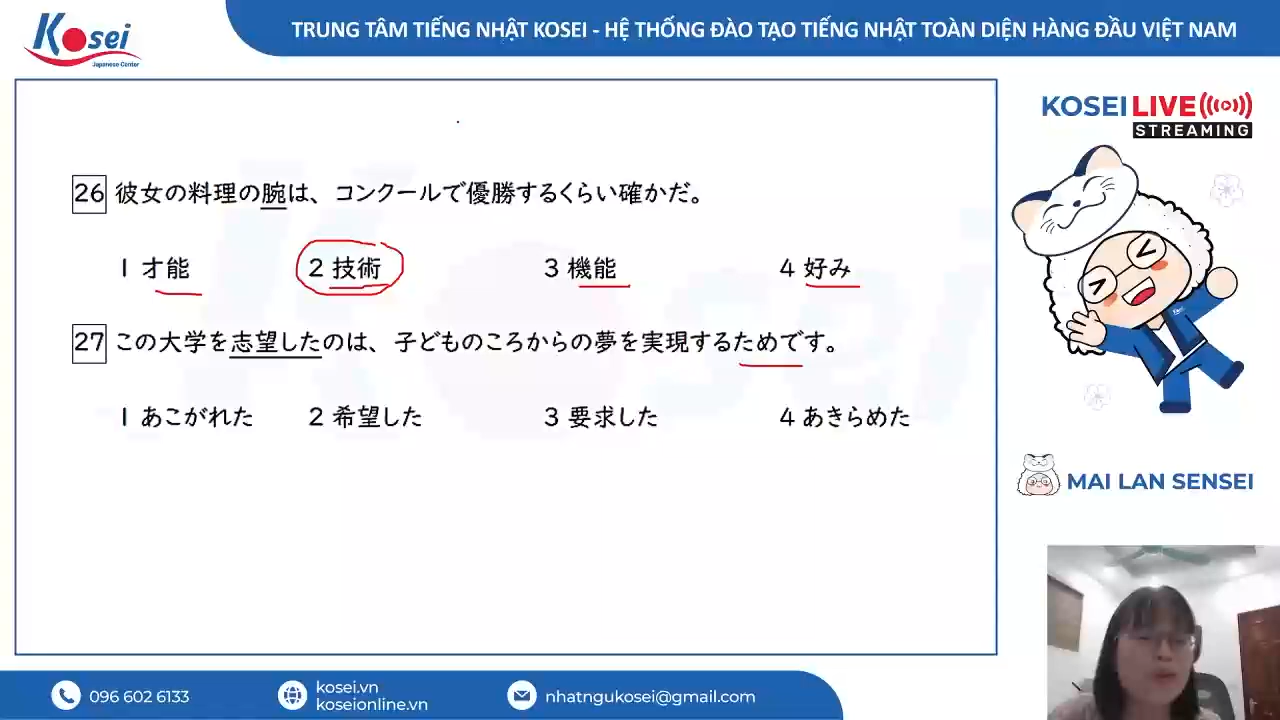 Kosei
Japanese Center
TRUNG TÂM TIẾNG NHẬT KOSEI - HỆ THỐNG ĐÀO TẠO TIẾNG NHẬT TOÀN DIỆN HÀNG ĐẦU VIỆT NAM
KOSEI LIVE
STREAMING
26 彼女の料理の腕は、コンクールで優勝するくらい確かだ。
1 才能 2 技術 3 機能 4 好み
27 この大学を志望したのは、子どものころからの夢を実現するためです。
1 あこがれた 2 希望した 3 要求した 4 あきらめた
MAI LAN SENSEI
096 602 6133
kosei.vn
koseionline.vn
nhatngukosei@gmail.com